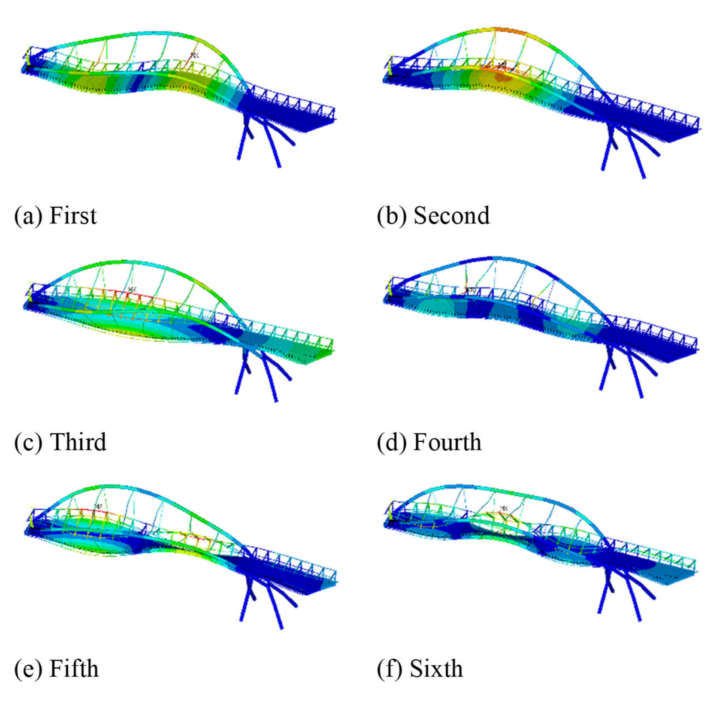 (a) First
(b) Second
(c) Third
(d) Fourth
(e) Fifth
(f) Sixth